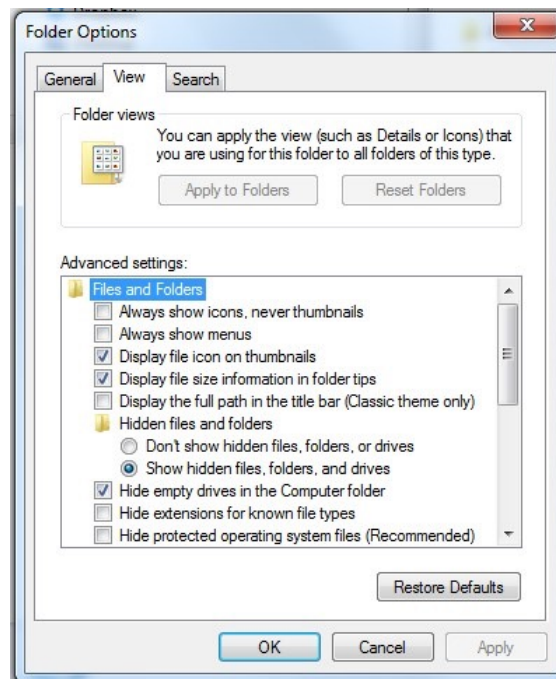 Folder Options
General View Search
Folder views
You can apply the view (such as Details or Icons) that
you are using for this folder to all folders of this type.
Apply to Folders Reset Folders
Advanced settings:
Files and Folders
Always show icons, never thumbnails
Always show menus
Display file icon on thumbnails
Display file size information in folder tips
Display the full path in the title bar (Classic theme only)
Hidden files and folders
Don't show hidden files, folders, or drives
Show hidden files, folders, and drives
Hide empty drives in the Computer folder
Hide extensions for known file types
Hide protected operating system files (Recommended)
Restore Defaults
OK Cancel Apply